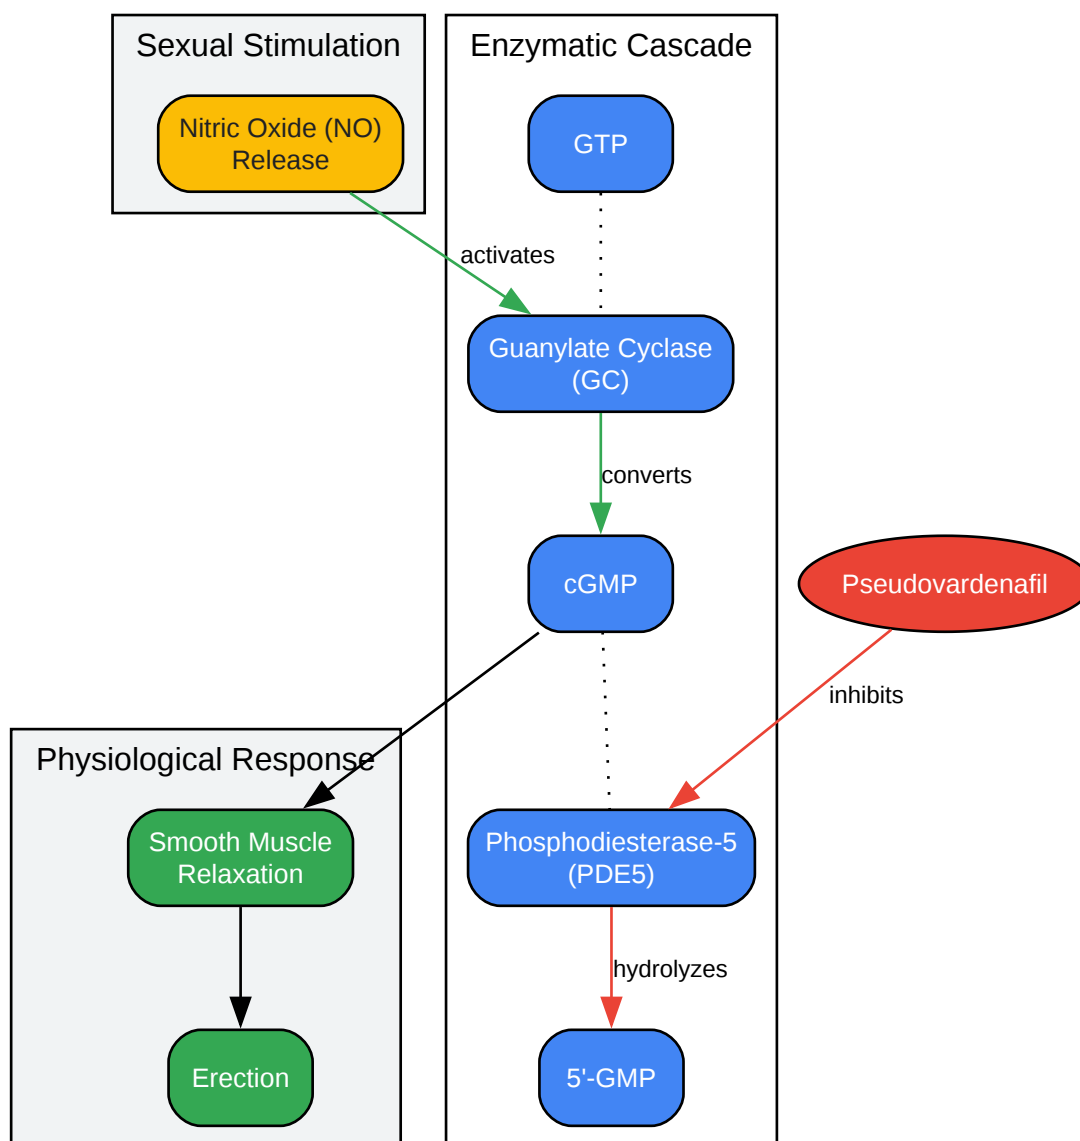 Sexual Stimulation
Nitric Oxide (NO)
Release
Enzymatic Cascade
GTP
activates
Guanylate Cyclase
(GC)
converts
cGMP
Pseudovardenafil
inhibits
Physiological Response
Smooth Muscle
Relaxation
Phosphodiesterase-5
(PDE5)
hydrolyzes
Erection
5'-GMP